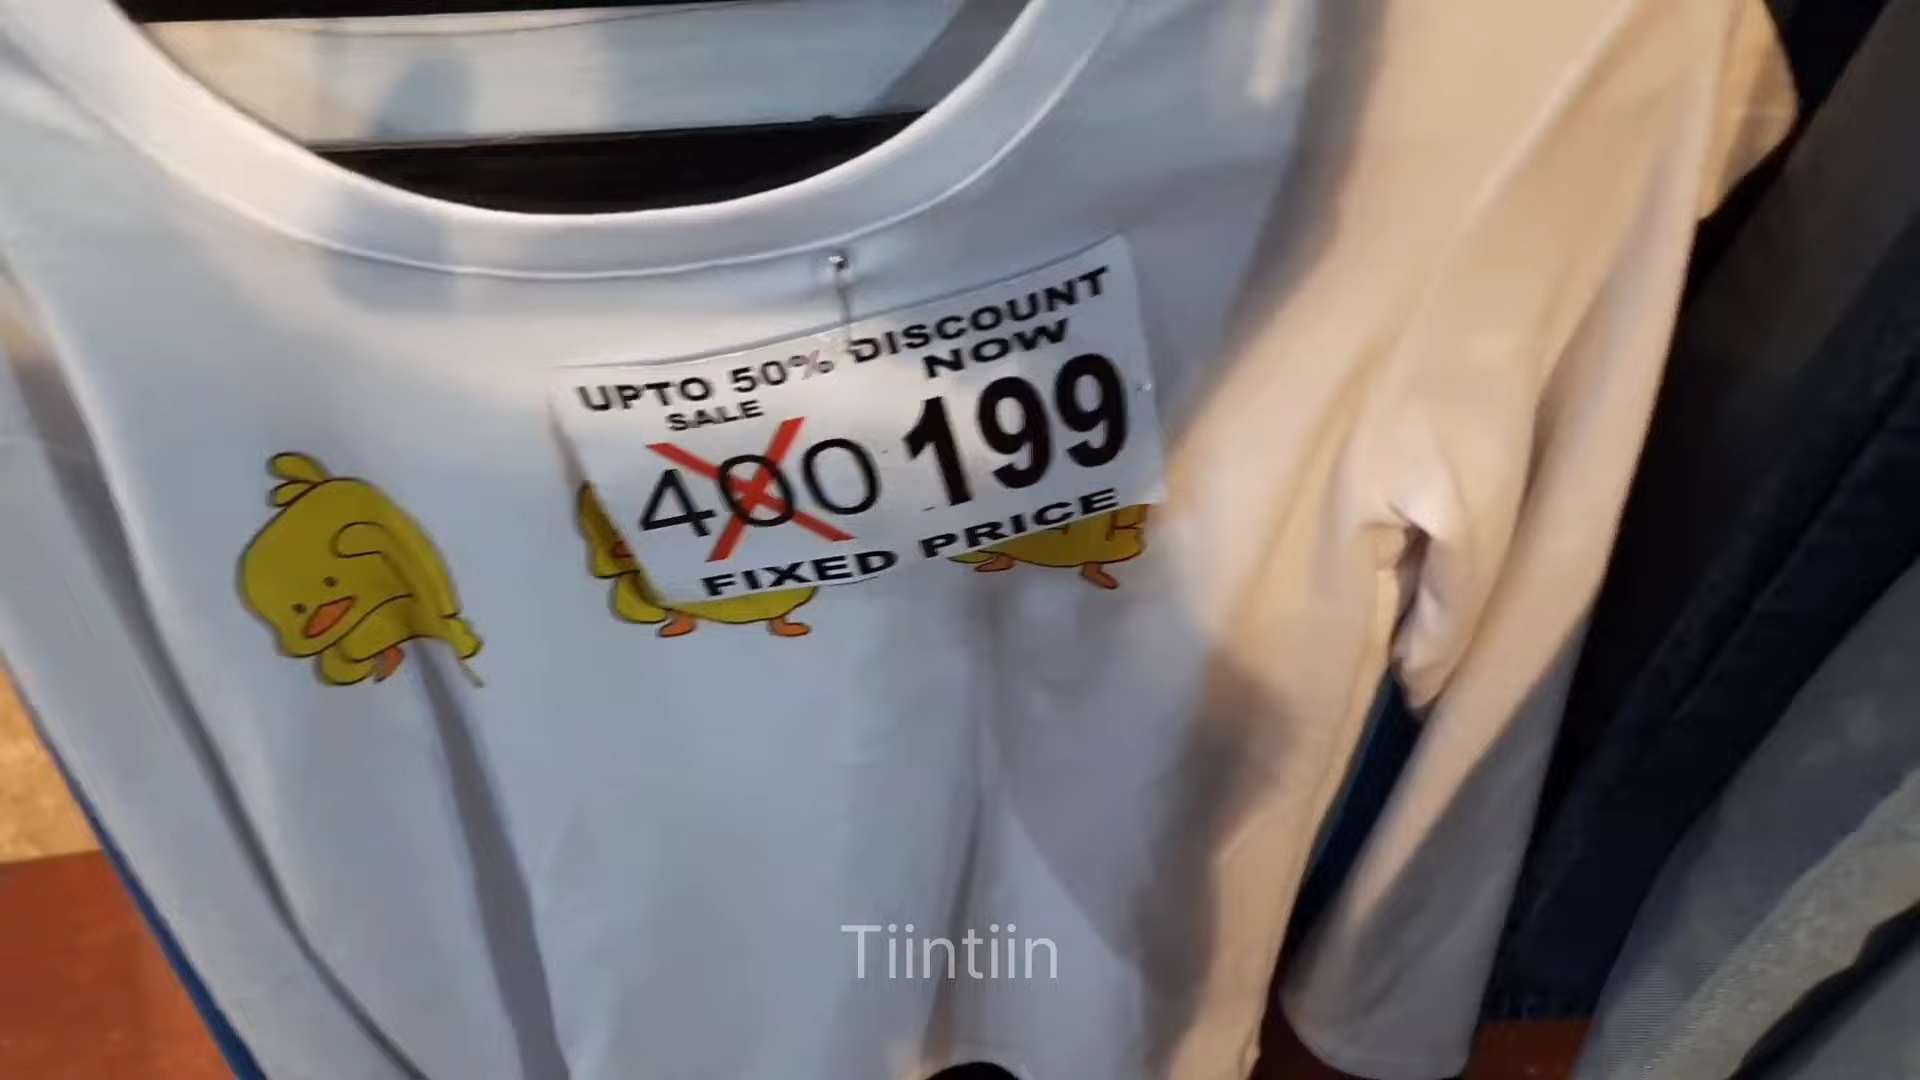 UPTO 50% DISCOUNT
SALE NOW
400 199
FIXED PRICE
Tiintiin